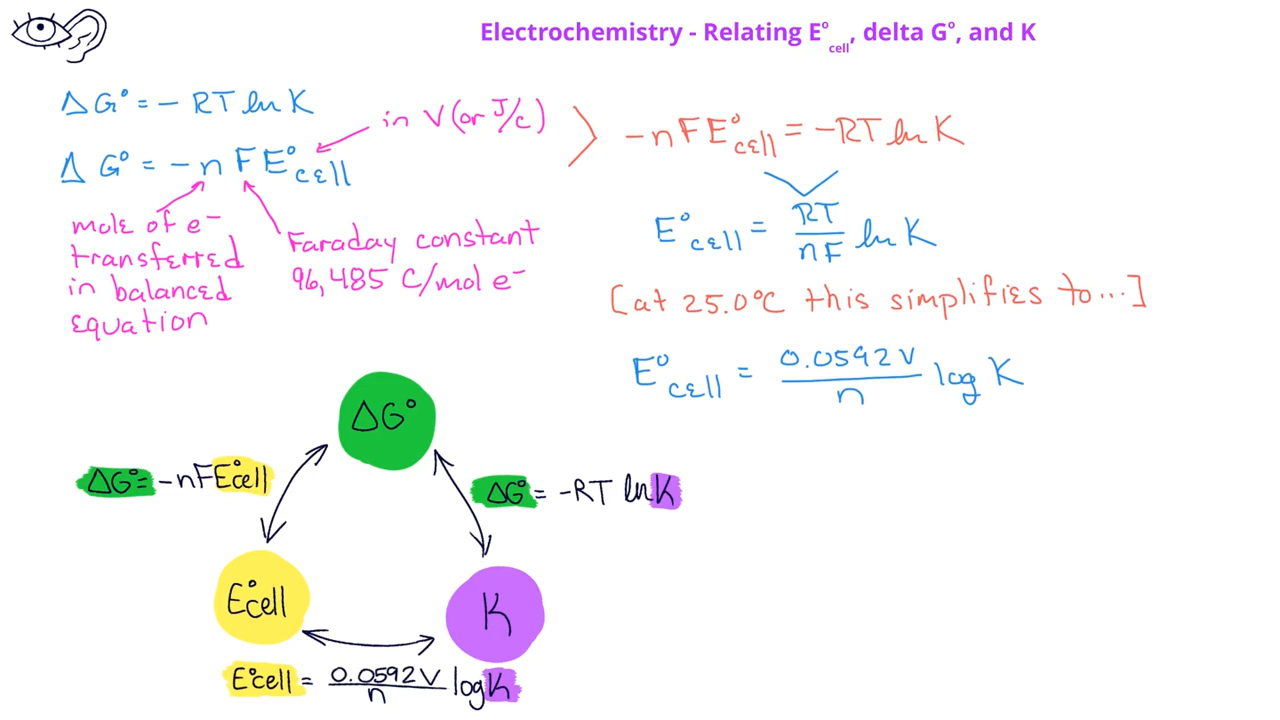 Electrochemistry - Relating E°cell, delta G°, and K
ΔG° = - RT ln K
in V (or J/C)
ΔG° = - n F E°cell
mole of e⁻
transferred
in balanced
equation
Faraday constant
96,485 C/mol e⁻
-nFE°cell = -RT ln K
E°cell = RT/nF ln K
[at 25.0°C this simplifies to...]
E°cell = 0.0592 V/n log K
ΔG°
ΔG° = -nFE°cell
ΔG° = -RT ln K
E°cell
K
E°cell = 0.0592 V/n log K